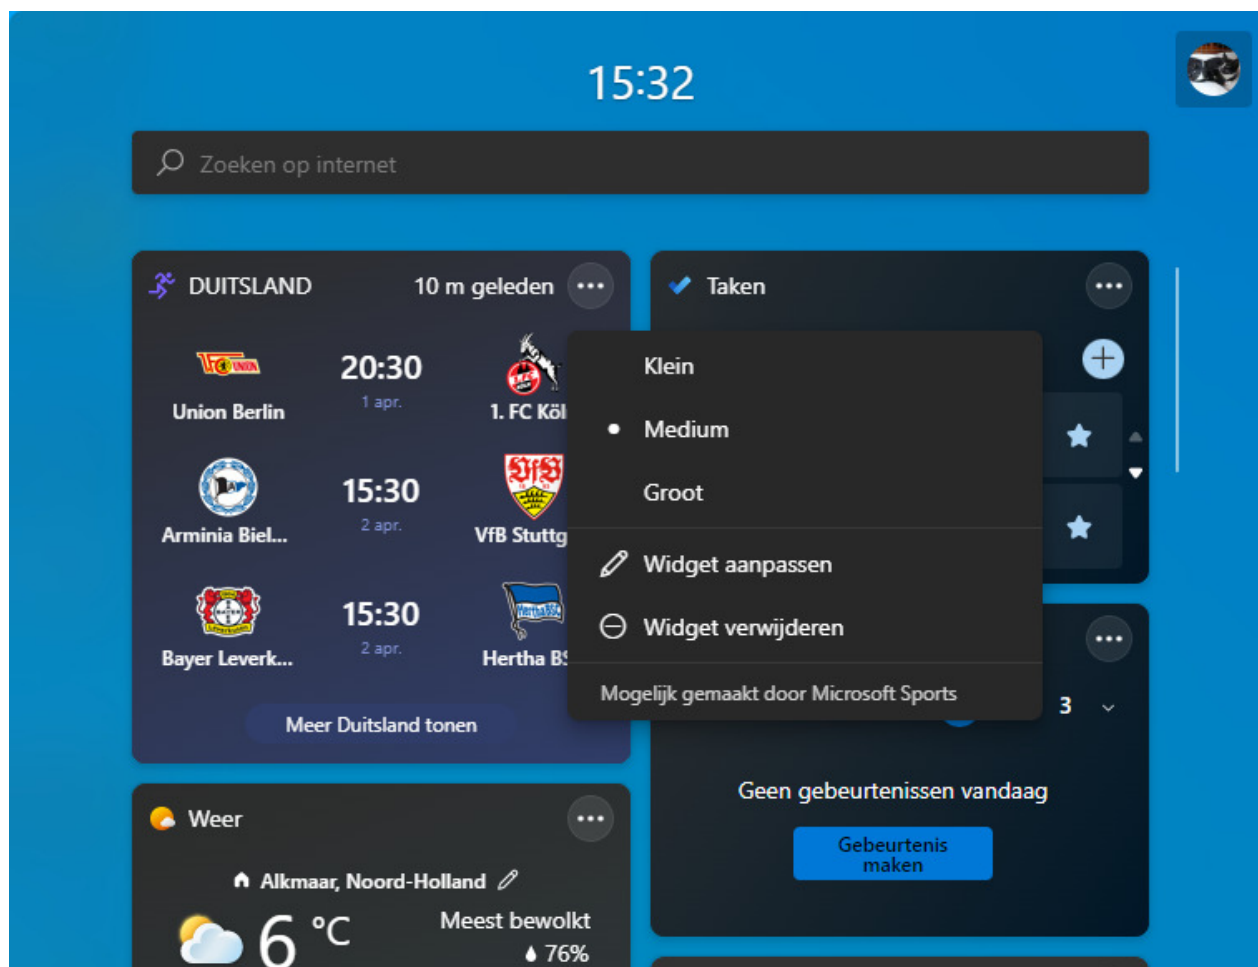 15:32
Zoeken op internet
DUITSLAND 10 m geleden
Union Berlin
20:30
1 apr.
1. FC Köl
Arminia Biel...
15:30
2 apr.
VfB Stuttg
Bayer Leverk...
15:30
2 apr.
Hertha BS
Meer Duitsland tonen
Taken
Klein
Medium
Groot
Widget aanpassen
Widget verwijderen
Mogelijk gemaakt door Microsoft Sports
3
Geen gebeurtenissen vandaag
Gebeurtenis
maken
Weer
Alkmaar, Noord-Holland
6 °C
Meest bewolkt
76%